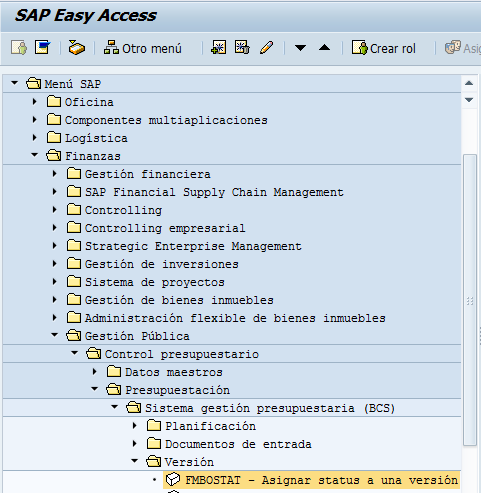 SAP Easy Access
Otro menú Crear rol
Menú SAP
Oficina
Componentes multiaplicaciones
Logística
Finanzas
Gestión financiera
SAP Financial Supply Chain Management
Controlling
Controlling empresarial
Strategic Enterprise Management
Gestión de inversiones
Sistema de proyectos
Gestión de bienes inmuebles
Administración flexible de bienes inmuebles
Gestión Pública
Control presupuestario
Datos maestros
Presupuestación
Sistema gestión presupuestaria (BCS)
Planificación
Documentos de entrada
Versión
FMBOSTAT - Asignar status a una versión